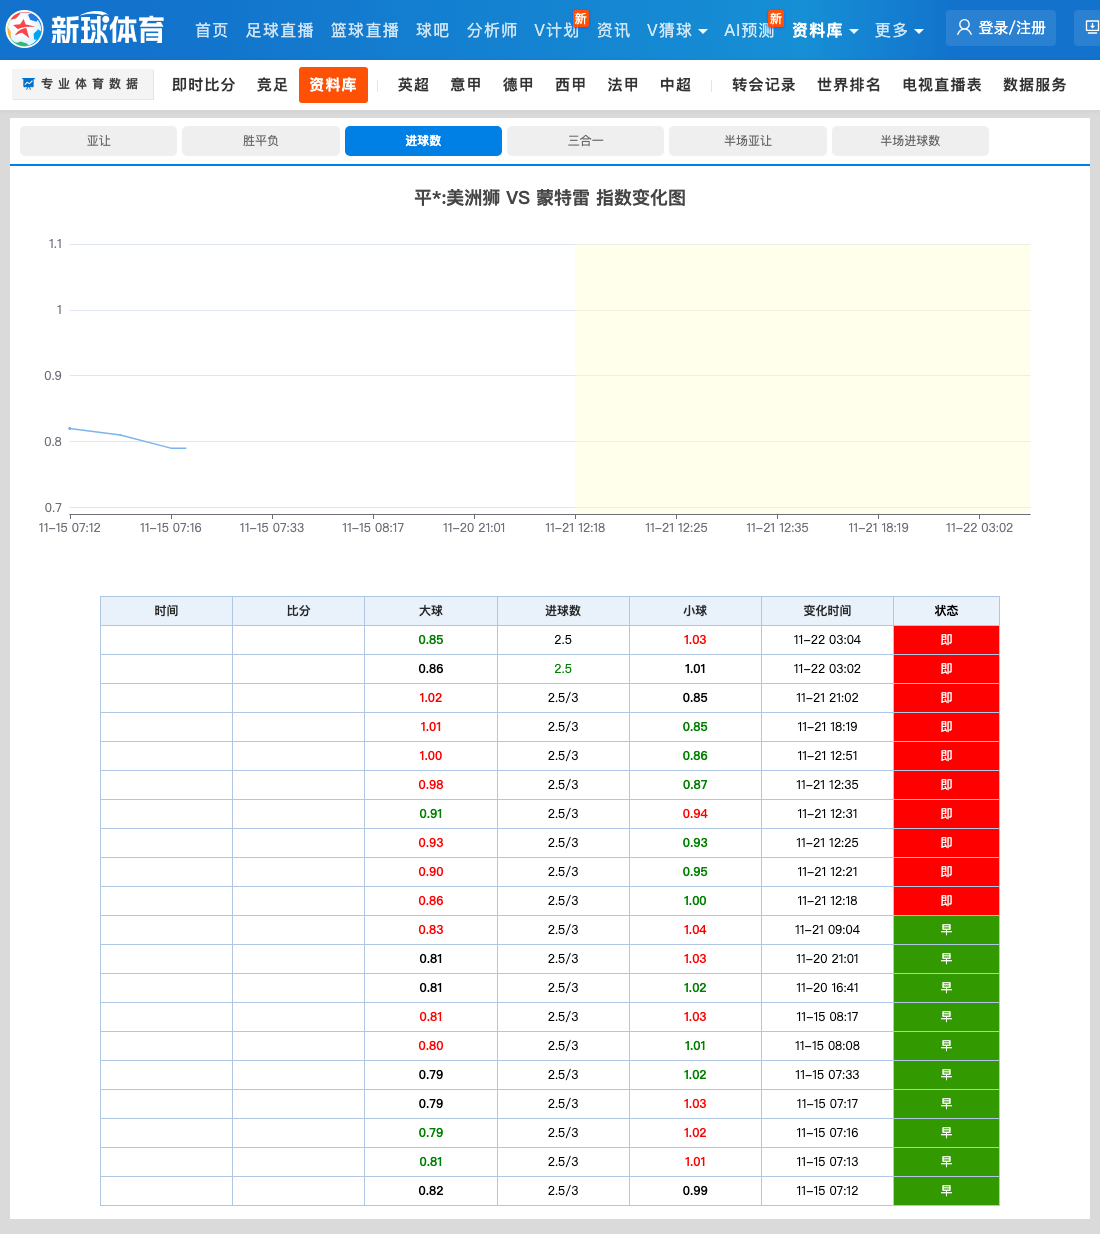 新球体育 首页 足球直播 篮球直播 球吧 分析师 V计划 新 资讯 V猜球 AI预测 新 资料库 更多 登录/注册
专业体育数据 即时比分 竞足 资料库 英超 意甲 德甲 西甲 法甲 中超 转会记录 世界排名 电视直播表 数据服务
亚让 胜平负 进球数 三合一 半场亚让 半场进球数
平*:美洲狮 VS 蒙特雷 指数变化图
1.1
1
0.9
0.8
0.7
11-15 07:12 11-15 07:16 11-15 07:33 11-15 08:17 11-20 21:01 11-21 12:18 11-21 12:25 11-21 12:35 11-21 18:19 11-22 03:02
时间 比分 大球 进球数 小球 变化时间 状态
0.85 2.5 1.03 11-22 03:04 即
0.86 2.5 1.01 11-22 03:02 即
1.02 2.5/3 0.85 11-21 21:02 即
1.01 2.5/3 0.85 11-21 18:19 即
1.00 2.5/3 0.86 11-21 12:51 即
0.98 2.5/3 0.87 11-21 12:35 即
0.91 2.5/3 0.94 11-21 12:31 即
0.93 2.5/3 0.93 11-21 12:25 即
0.90 2.5/3 0.95 11-21 12:21 即
0.86 2.5/3 1.00 11-21 12:18 即
0.83 2.5/3 1.04 11-21 09:04 早
0.81 2.5/3 1.03 11-20 21:01 早
0.81 2.5/3 1.02 11-20 16:41 早
0.81 2.5/3 1.03 11-15 08:17 早
0.80 2.5/3 1.01 11-15 08:08 早
0.79 2.5/3 1.02 11-15 07:33 早
0.79 2.5/3 1.03 11-15 07:17 早
0.79 2.5/3 1.02 11-15 07:16 早
0.81 2.5/3 1.01 11-15 07:13 早
0.82 2.5/3 0.99 11-15 07:12 早